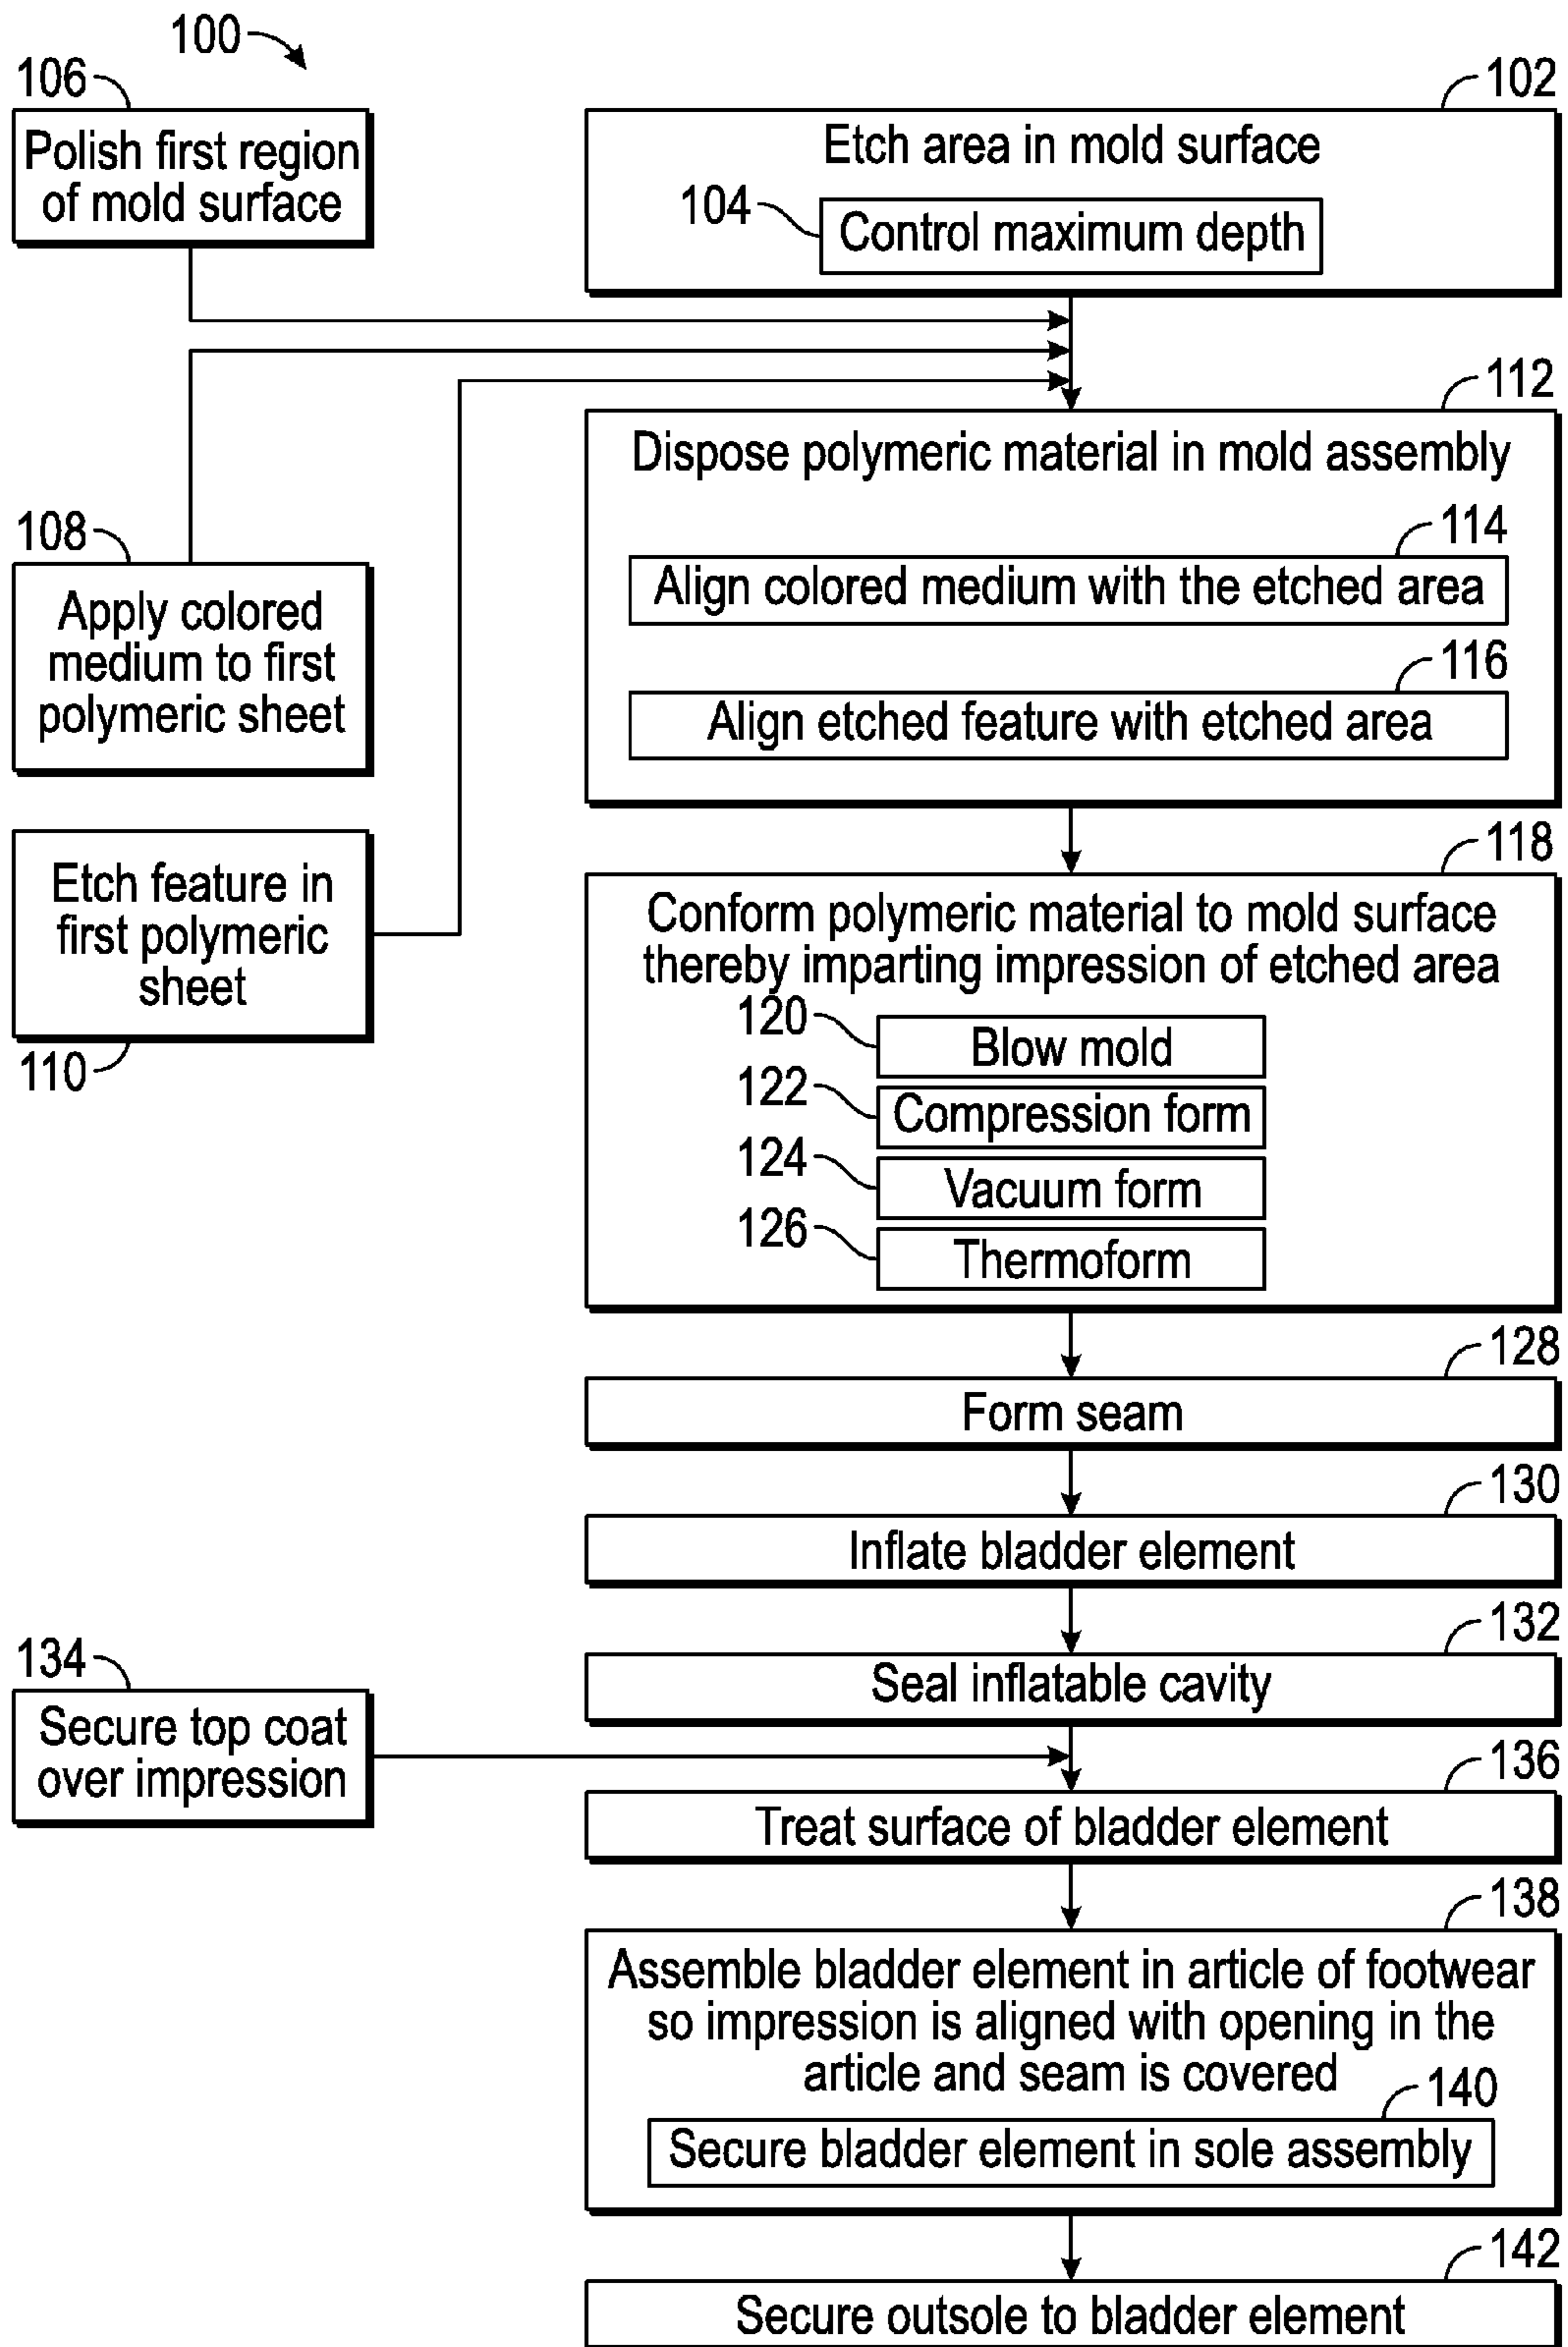 100
106
Polish first region
of mold surface
102
Etch area in mold surface
104
Control maximum depth
112
Dispose polymeric material in mold assembly
114
Align colored medium with the etched area
116
Align etched feature with etched area
108
Apply colored
medium to first
polymeric sheet
Etch feature in
first polymeric
sheet
110
118
Conform polymeric material to mold surface
thereby imparting impression of etched area
120
Blow mold
122
Compression form
124
Vacuum form
126
Thermoform
128
Form seam
130
Inflate bladder element
132
Seal inflatable cavity
134
Secure top coat
over impression
136
Treat surface of bladder element
138
Assemble bladder element in article of footwear
so impression is aligned with opening in the
article and seam is covered
140
Secure bladder element in sole assembly
142
Secure outsole to bladder element